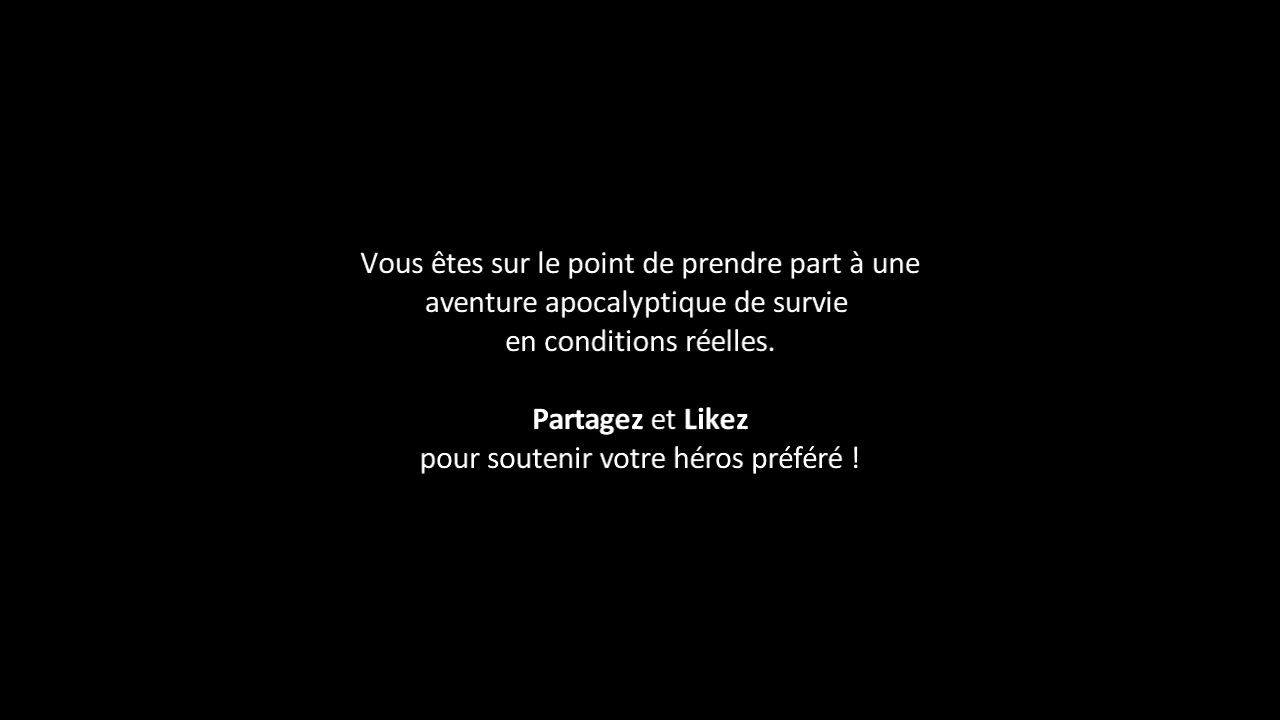 Vous êtes sur le point de prendre part à une
aventure apocalyptique de survie
en conditions réelles.
Partagez et Likez
pour soutenir votre héros préféré !